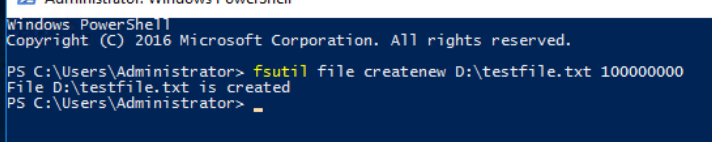 Administrator: Windows PowerShell
Windows PowerShell
Copyright (C) 2016 Microsoft Corporation. All rights reserved.
PS C:\Users\Administrator> fsutil file createnew D:\testfile.txt 100000000
File D:\testfile.txt is created
PS C:\Users\Administrator>